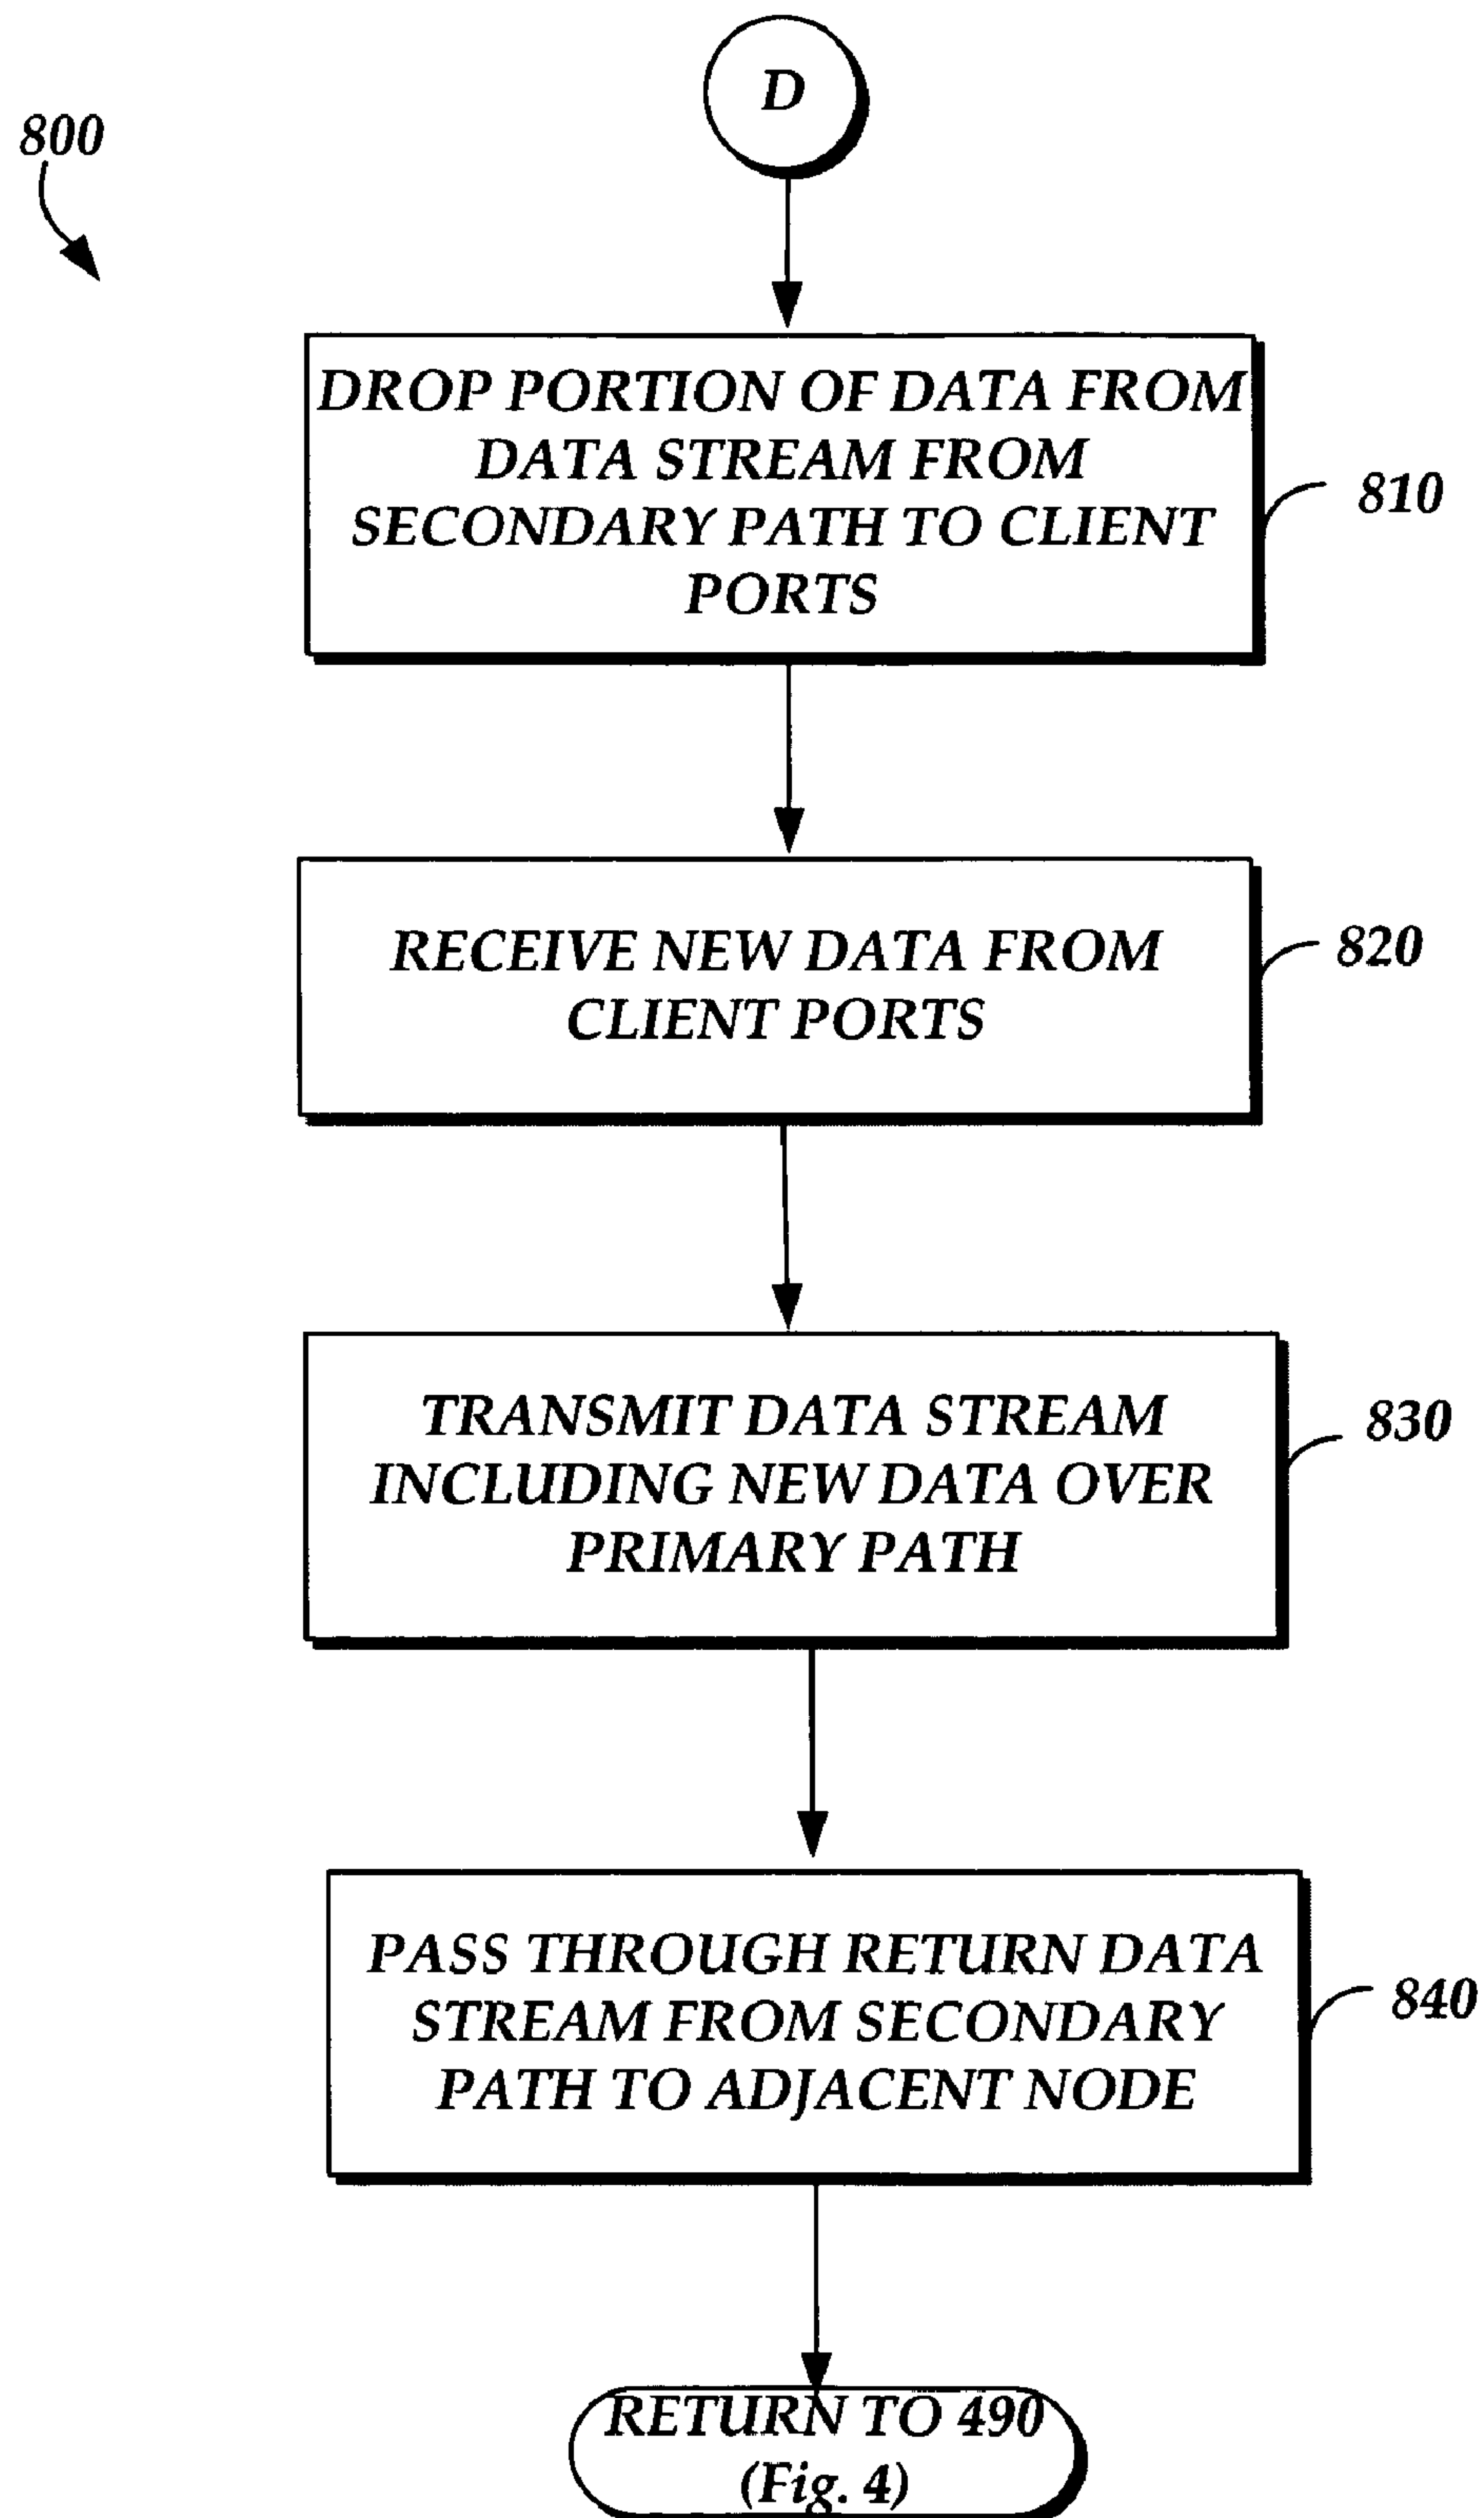 D
800
DROP PORTION OF DATA FROM
DATA STREAM FROM
SECONDARY PATH TO CLIENT
PORTS
810
RECEIVE NEW DATA FROM
CLIENT PORTS
820
TRANSMIT DATA STREAM
INCLUDING NEW DATA OVER
PRIMARY PATH
830
PASS THROUGH RETURN DATA
STREAM FROM SECONDARY
PATH TO ADJACENT NODE
840
RETURN TO 490
(Fig. 4)